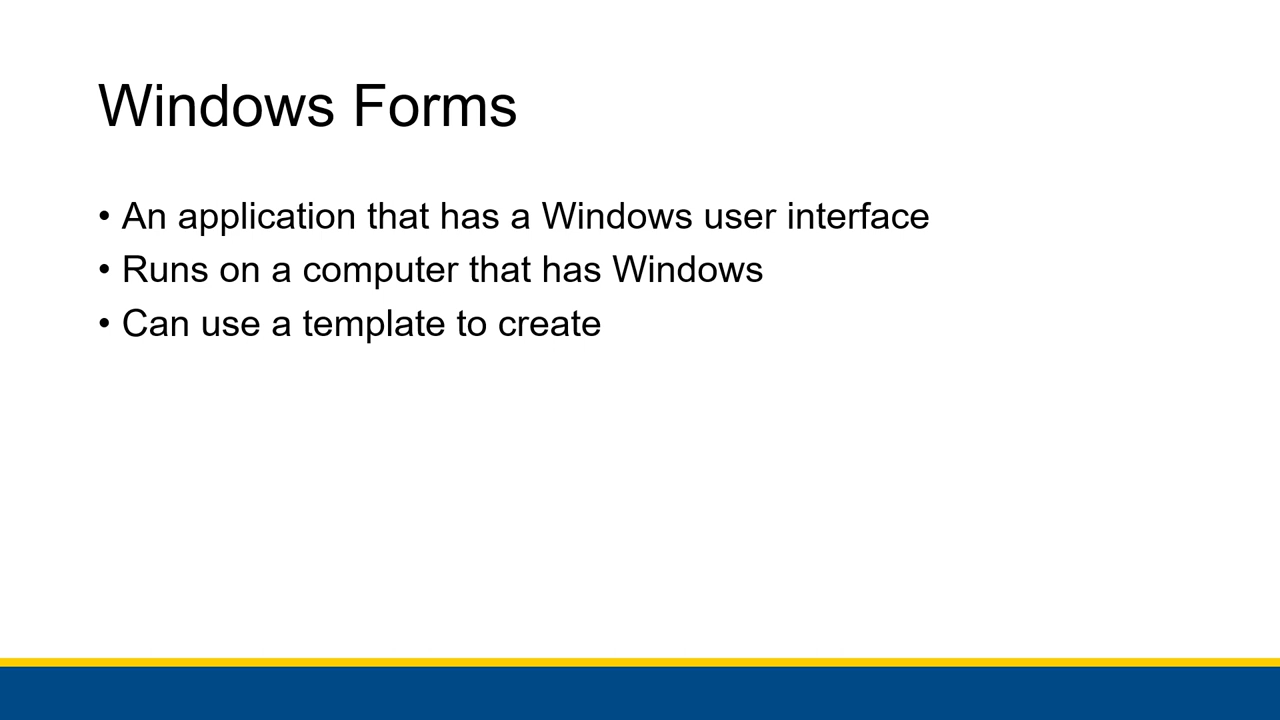 Windows Forms
• An application that has a Windows user interface
• Runs on a computer that has Windows
• Can use a template to create